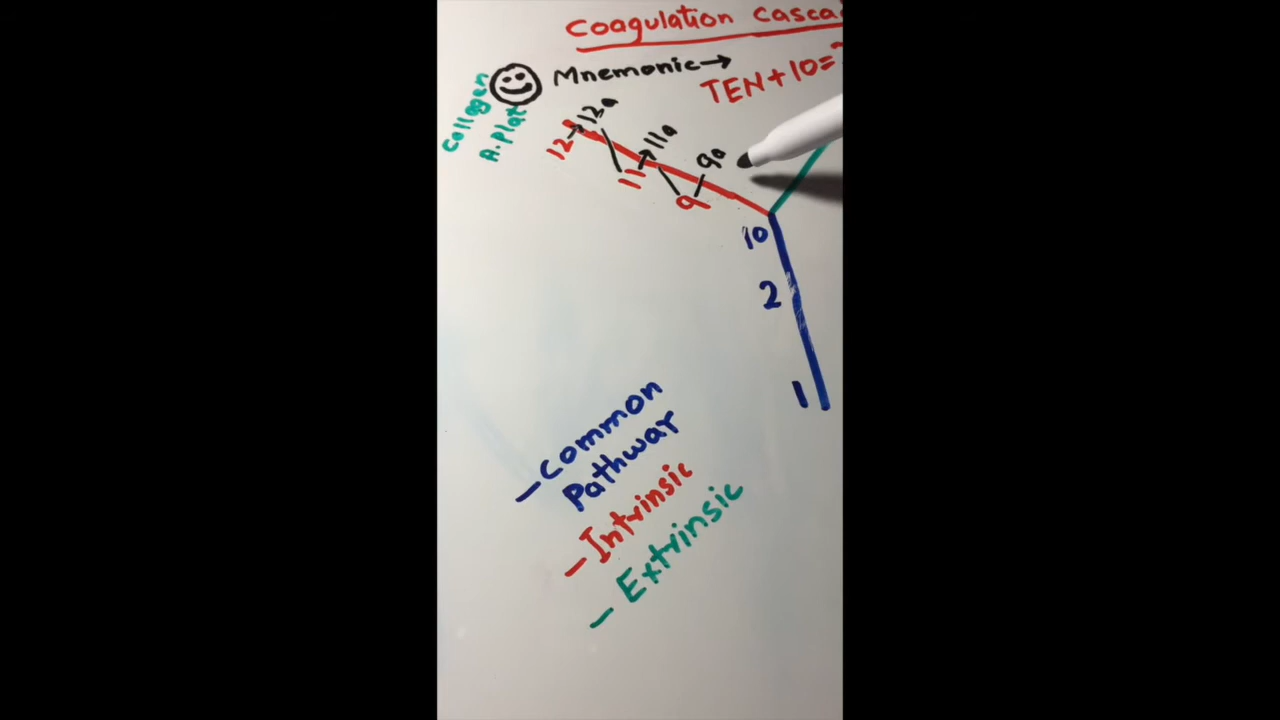 Coagulation Casca
Mnemonic→
TEN+10=
Collagen
A.Plat
12→12a
11→11a
9 9a
10
2
1
- Common
Pathway
- Intrinsic
- Extrinsic